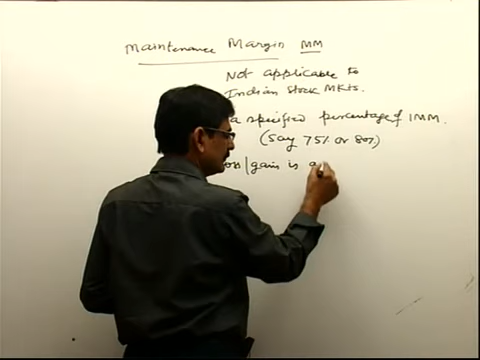 Maintenance Margin MM
Not applicable to
Indian Stock Mkts.
a specified percentage of IMM.
(say 75% or 80%)
loss/gain is a